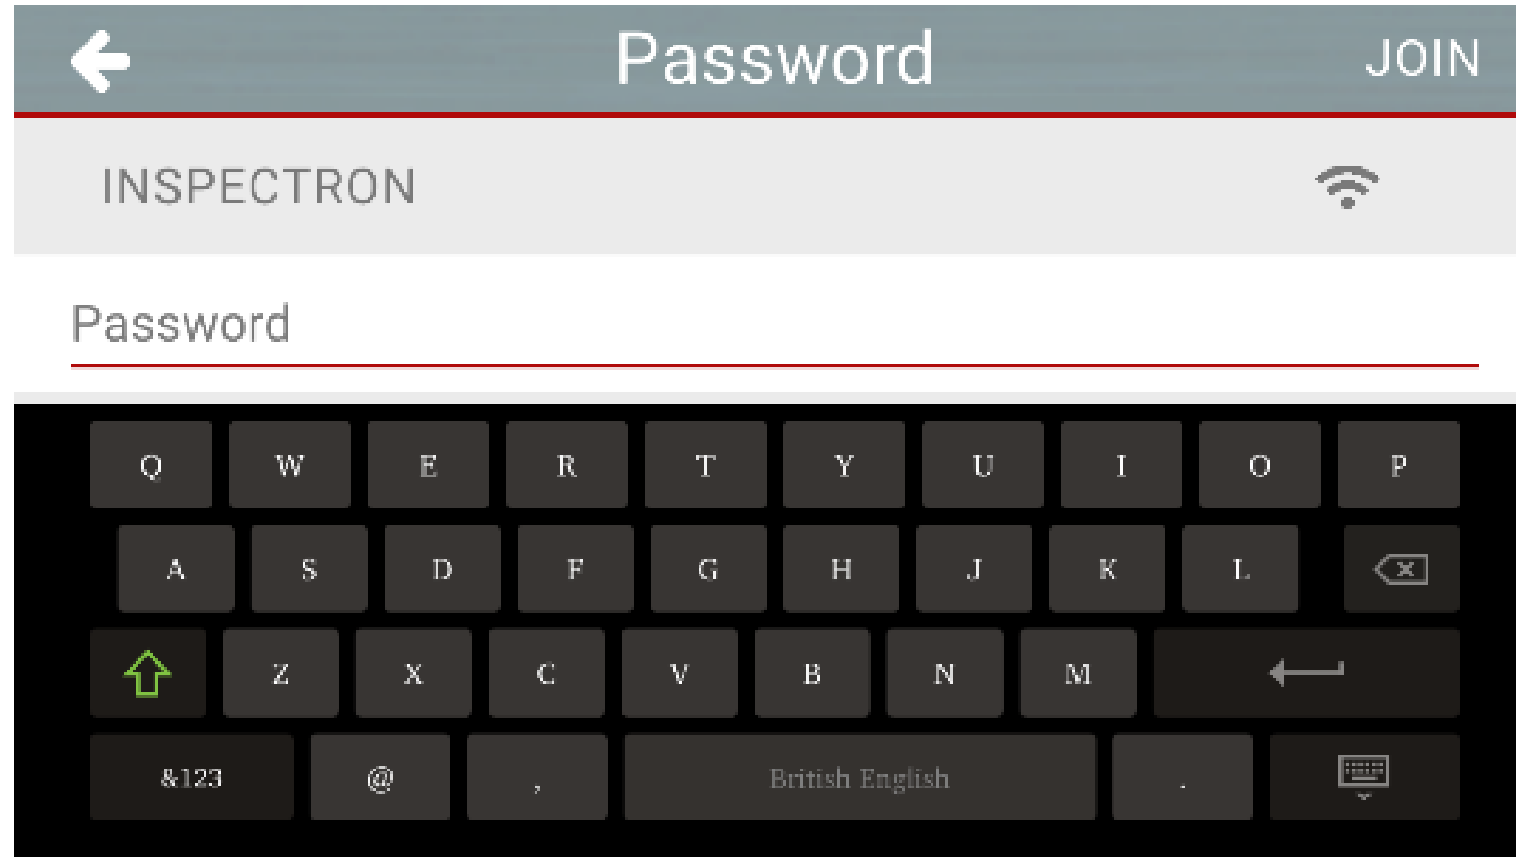 Password JOIN
INSPECTRON
Password
Q W E R T Y U I O P
A S D F G H J K L
Z X C V B N M
&123 @ , British English .